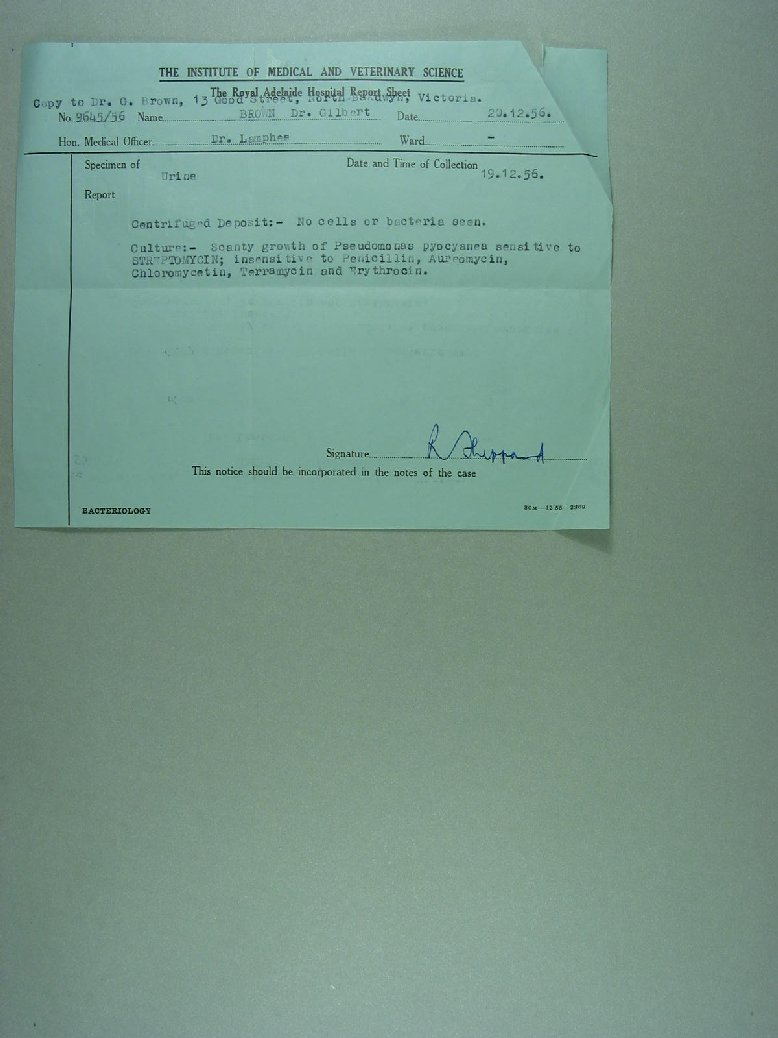 THE INSTITUTE OF MEDICAL AND VETERINARY SCIENCE
The Royal Adelaide Hospital Report Sheet
Copy to Dr. G. Brown, 13 Good Street, North Balwyn, Victoria.
No. 9645/56 Name BROWN Dr. Gilbert Date 20.12.56.
Hon. Medical Officer Dr. Ward -
Specimen of Urine Date and Time of Collection 19.12.56.
Report
Centrifuged Deposit:- No cells or bacteria seen.
Culture:- Scanty growth of Pseudomonas pyocyanea sensitive to
STREPTOMYCIN; insensitive to Penicillin, Aureomycin,
Chloromycetin, Terramycin and Erythrocin.
Signature R Sheppard
This notice should be incorporated in the notes of the case
BACTERIOLOGY